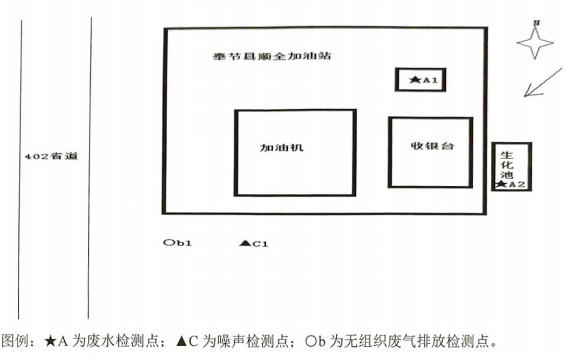 N
奉节县顺全加油站
★A1
加油机
收银台
402省道
生化池
★A2
○b1
▲C1
图例：★A 为废水检测点；▲C 为噪声检测点；○b 为无组织废气排放检测点。